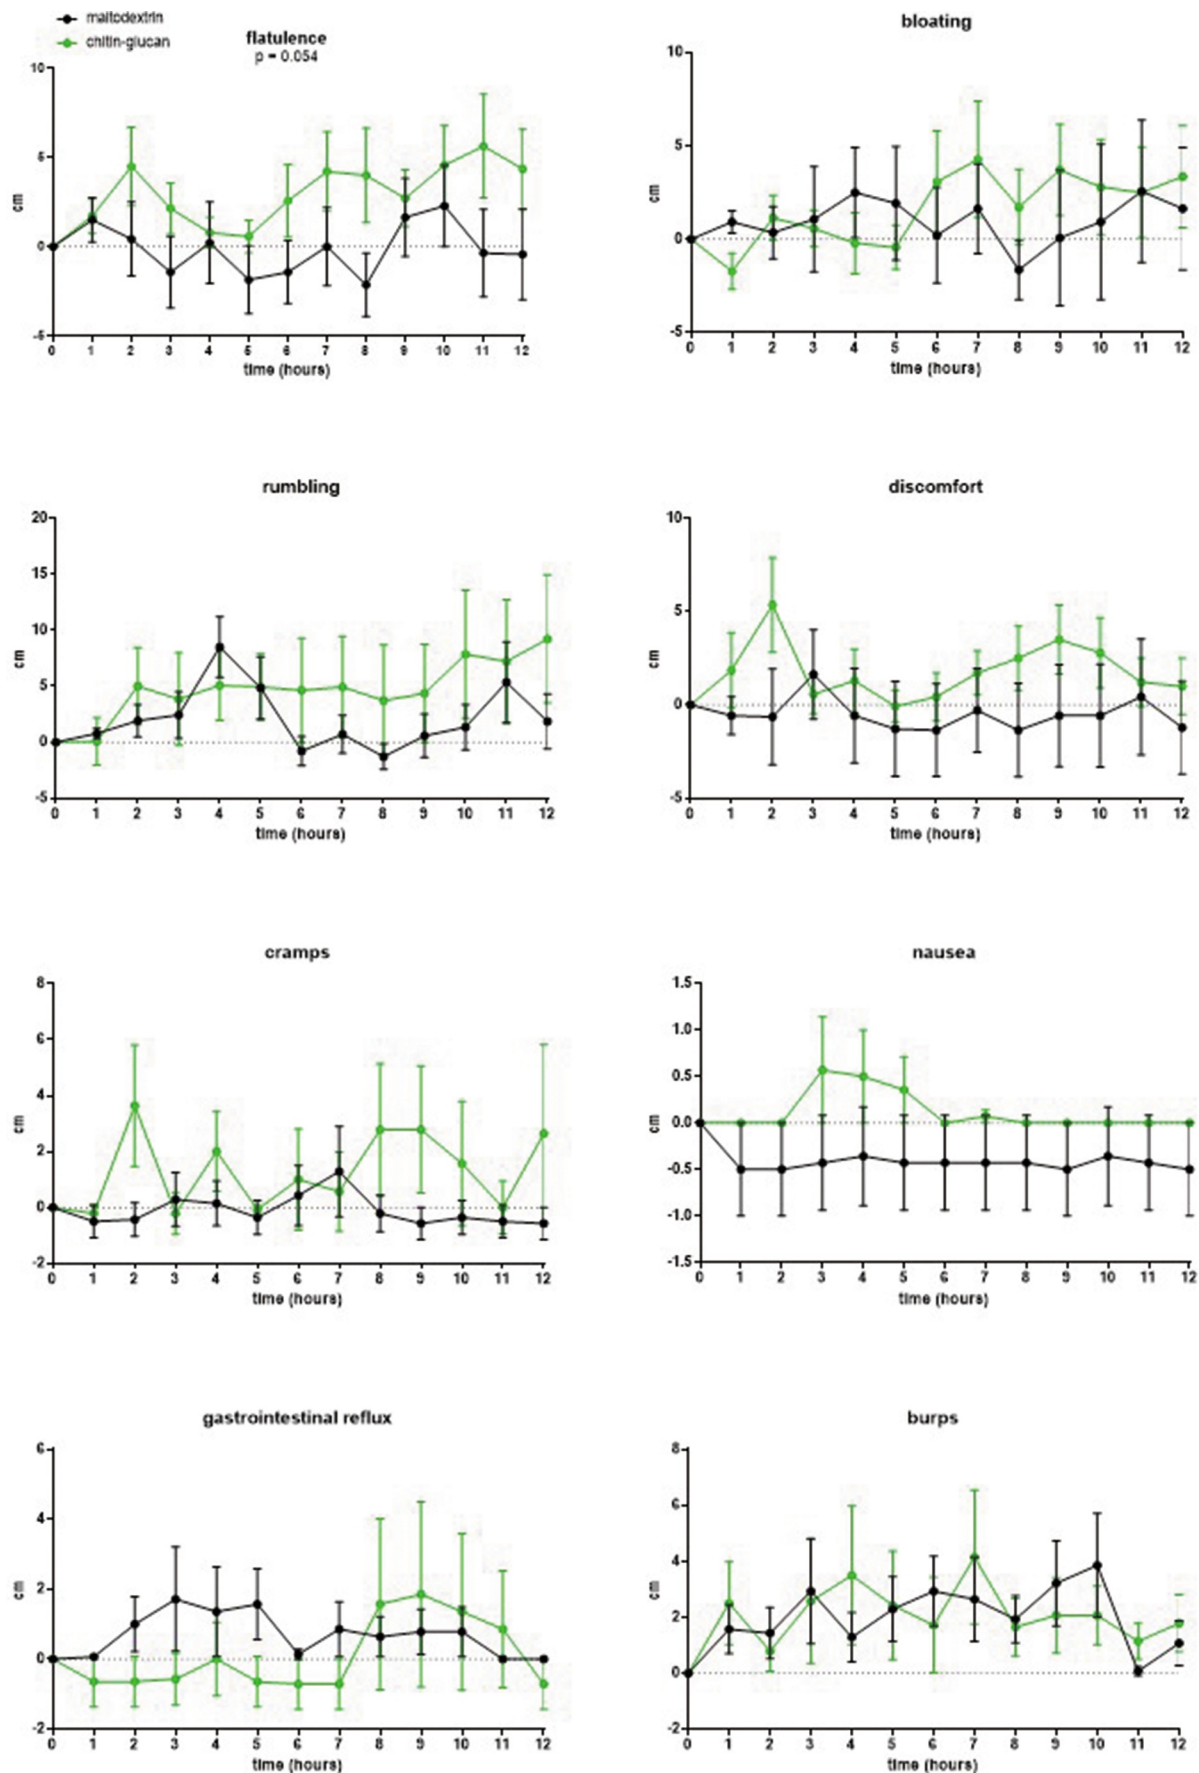 maltodextrin
chitin-glucan
flatulence
p = 0.054
10
5
0
-5
cm
0 1 2 3 4 5 6 7 8 9 10 11 12
time (hours)
bloating
10
5
0
-5
cm
0 1 2 3 4 5 6 7 8 9 10 11 12
time (hours)
rumbling
20
15
10
5
0
-5
cm
0 1 2 3 4 5 6 7 8 9 10 11 12
time (hours)
discomfort
10
5
0
-5
cm
0 1 2 3 4 5 6 7 8 9 10 11 12
time (hours)
cramps
8
6
4
2
0
-2
cm
0 1 2 3 4 5 6 7 8 9 10 11 12
time (hours)
nausea
1.5
1.0
0.5
0.0
-0.5
-1.0
-1.5
cm
0 1 2 3 4 5 6 7 8 9 10 11 12
time (hours)
gastrointestinal reflux
6
4
2
0
-2
cm
0 1 2 3 4 5 6 7 8 9 10 11 12
time (hours)
burps
8
6
4
2
0
-2
cm
0 1 2 3 4 5 6 7 8 9 10 11 12
time (hours)